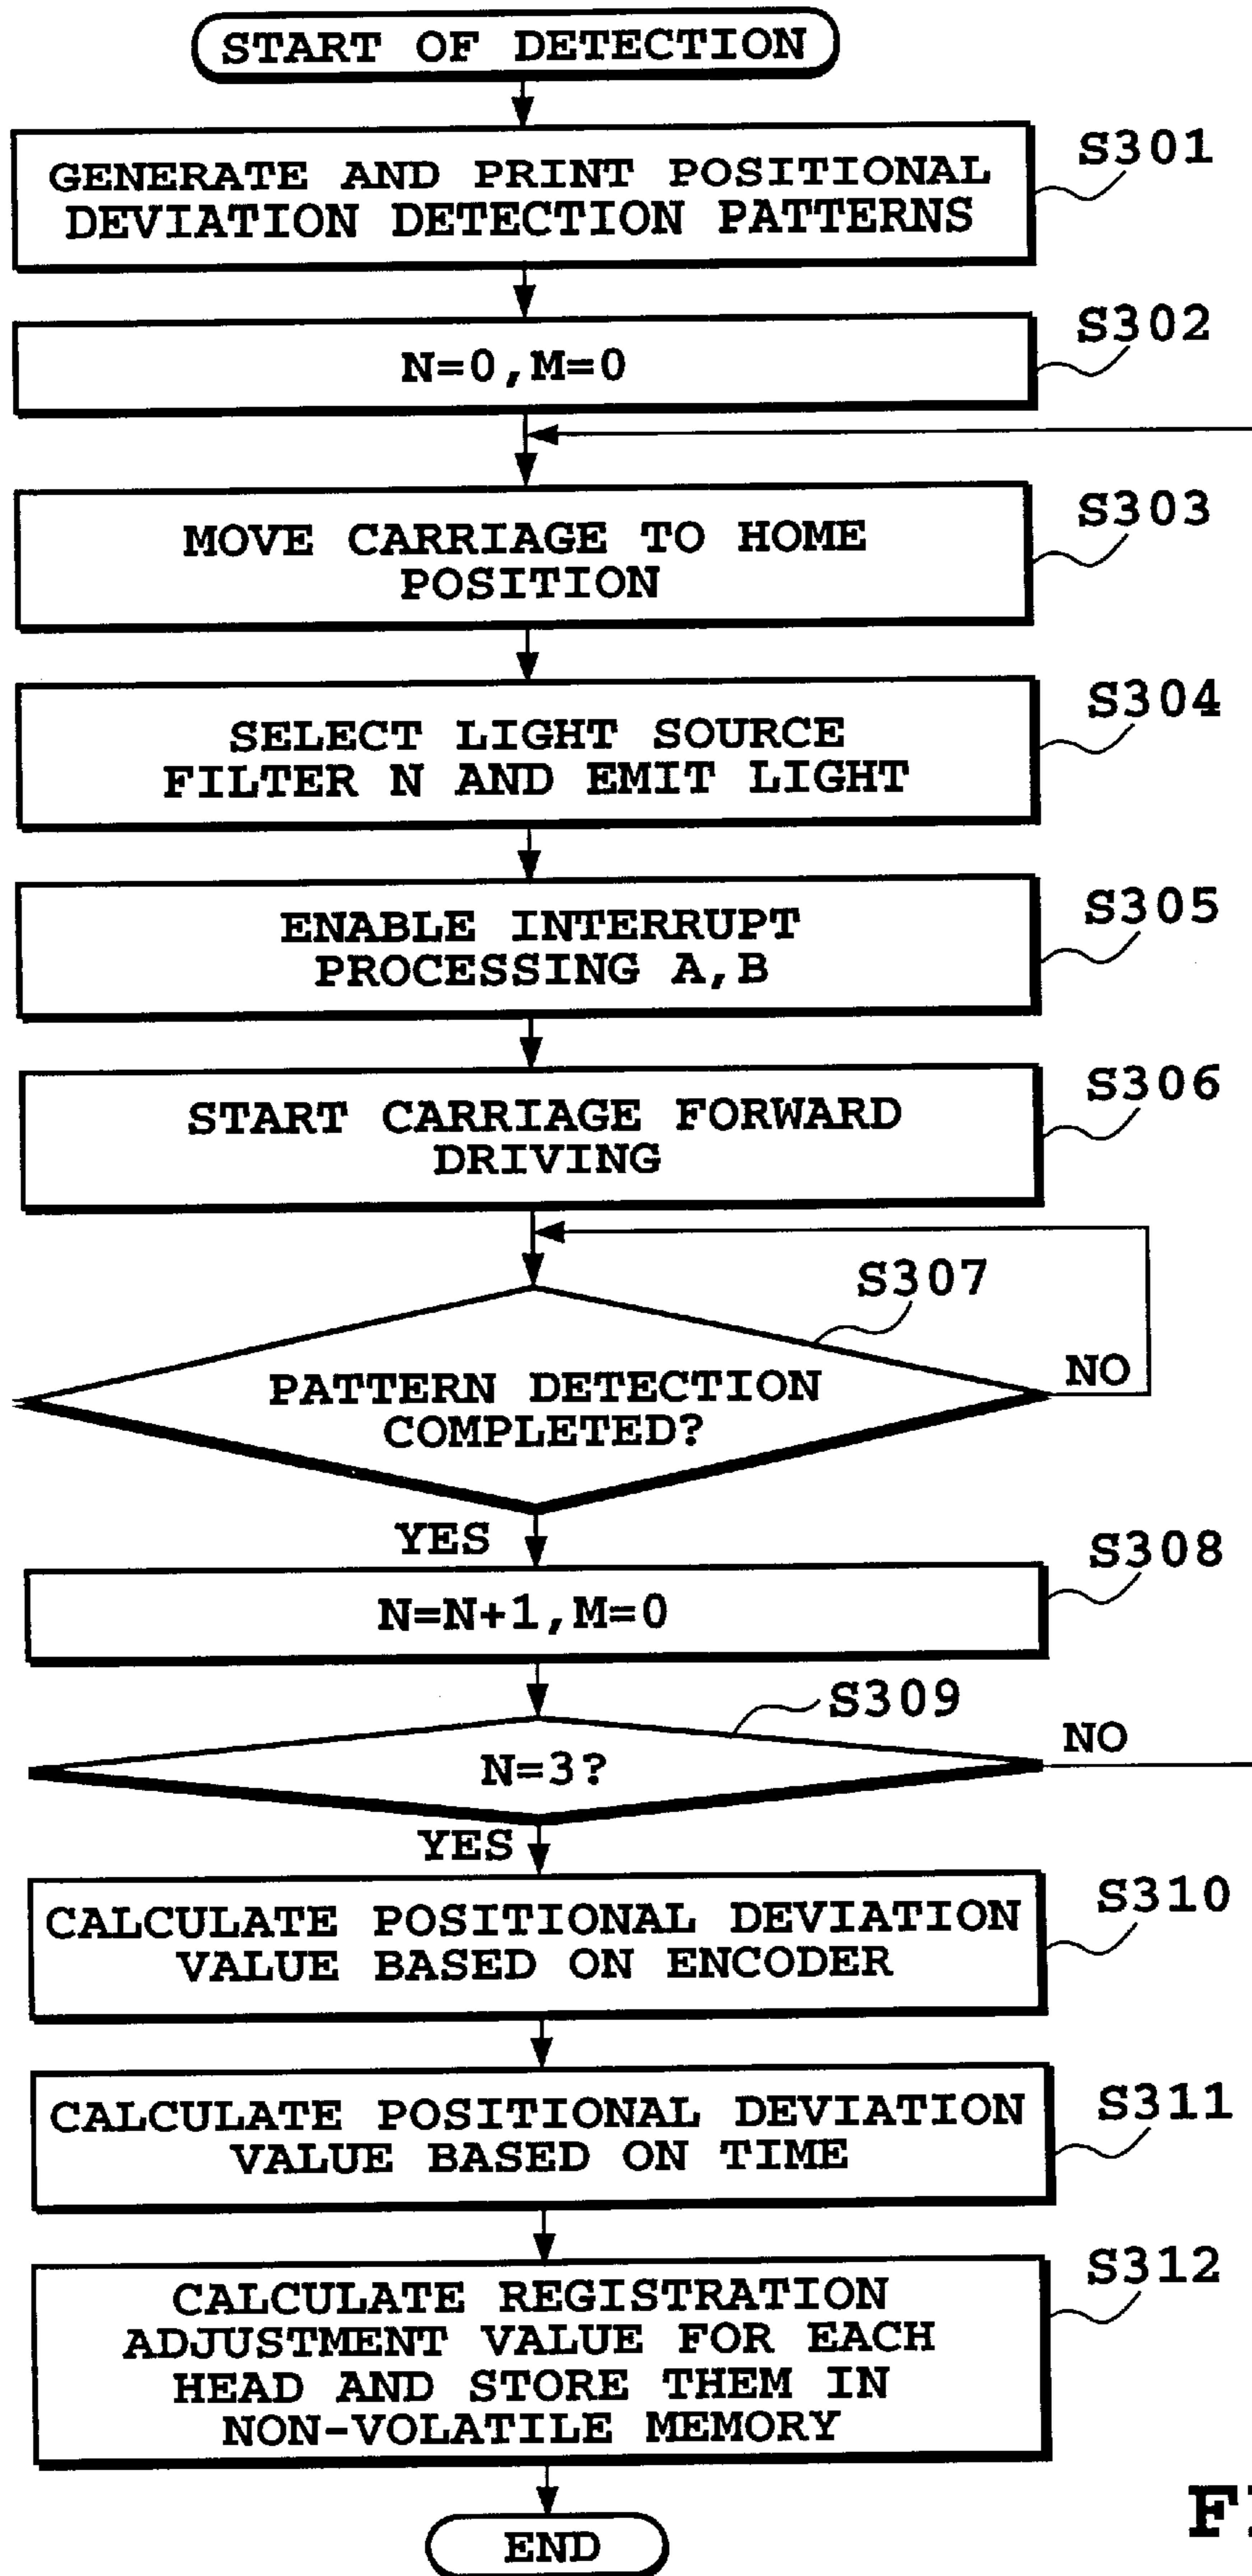 START OF DETECTION
GENERATE AND PRINT POSITIONAL
DEVIATION DETECTION PATTERNS
S301
N=0,M=0
S302
MOVE CARRIAGE TO HOME
POSITION
S303
SELECT LIGHT SOURCE
FILTER N AND EMIT LIGHT
S304
ENABLE INTERRUPT
PROCESSING A,B
S305
START CARRIAGE FORWARD
DRIVING
S306
S307
PATTERN DETECTION
COMPLETED?
NO
YES
N=N+1,M=0
S308
S309
N=3?
NO
YES
CALCULATE POSITIONAL DEVIATION
VALUE BASED ON ENCODER
S310
CALCULATE POSITIONAL DEVIATION
VALUE BASED ON TIME
S311
CALCULATE REGISTRATION
ADJUSTMENT VALUE FOR EACH
HEAD AND STORE THEM IN
NON-VOLATILE MEMORY
S312
END